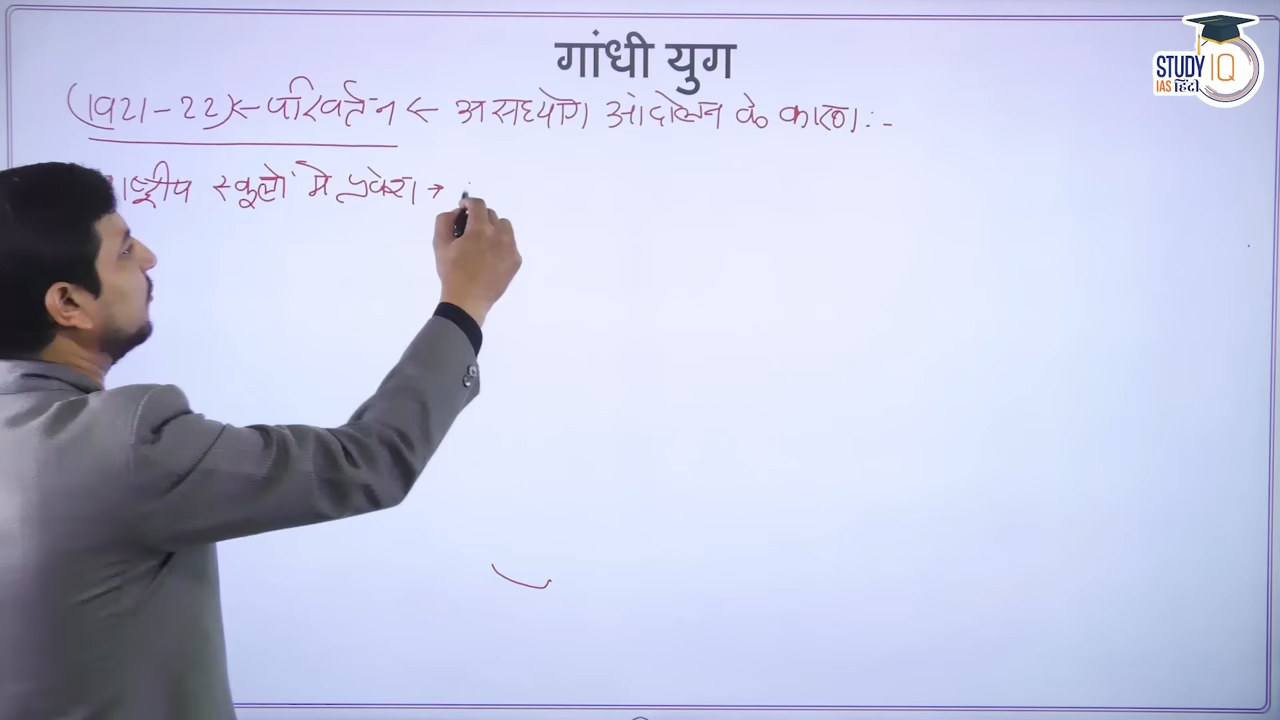 गांधी युग
STUDY IQ
IAS हिंदी
(1921-22) <- परिवर्तन <- असहयोग आंदोलन के कारण :-
राष्ट्रीय स्कूलों में प्रवेश →